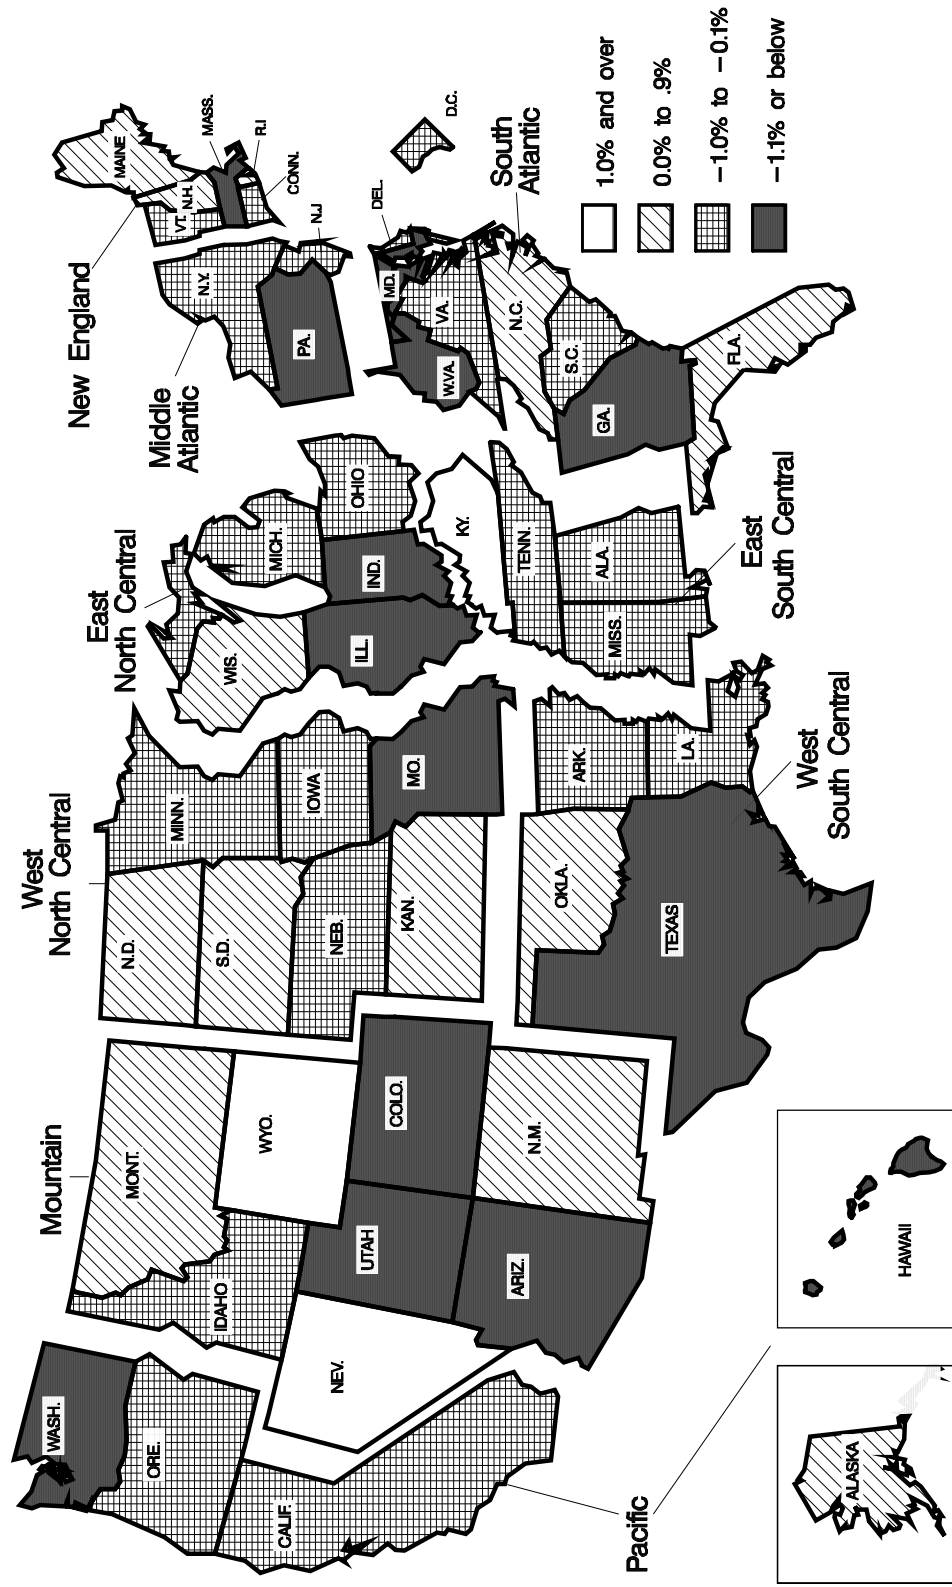 New England
Middle
Atlantic
East
North Central
West
North Central
Mountain
Pacific
South
Atlantic
East
South Central
West
South Central
WASH.
ORE.
CALIF.
NEV.
IDAHO
MONT.
WYO.
UTAH
COLO.
ARIZ.
N.M.
N.D.
S.D.
NEB.
KAN.
MINN.
IOWA
MO.
OKLA.
TEXAS
ARK.
LA.
WIS.
MICH.
ILL.
IND.
OHIO
KY.
TENN.
MISS.
ALA.
N.Y.
PA.
N.J
VT.
N.H.
MAINE
MASS.
R.I
CONN.
DEL.
MD.
D.C.
VA.
W.VA.
N.C.
S.C.
GA.
FLA.
ALASKA
HAWAII
1.0% and over
0.0% to .9%
−1.0% to −0.1%
−1.1% or below